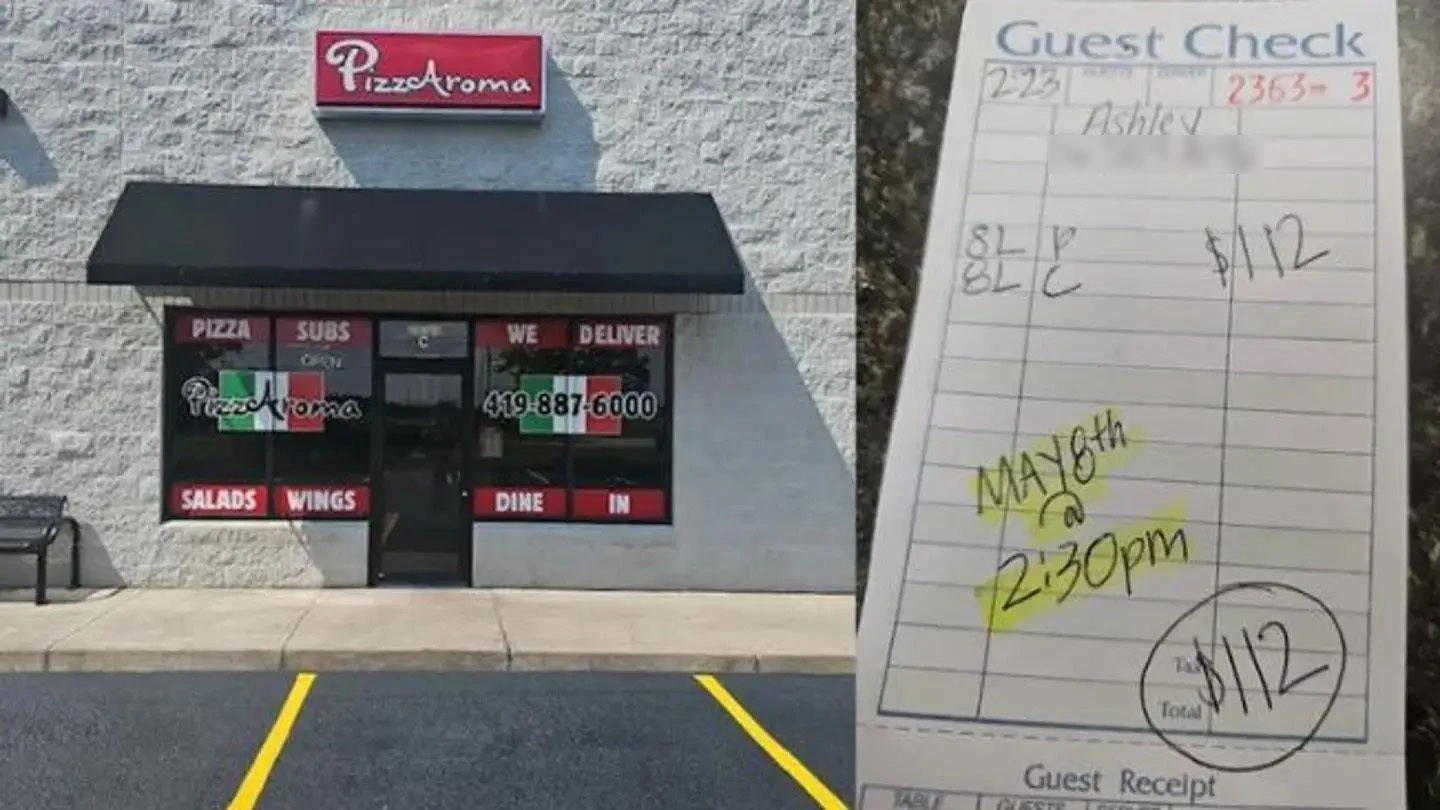 PizzAroma
PIZZA SUBS WE DELIVER
OPEN
C
PizzAroma 419-887-6000
SALADS WINGS DINE IN
Guest Check
2:23 2363- 3
Ashley
8L P $112
8L C
MAY 8th
@
2:30pm
Tax
Total $112
Guest Receipt
TABLE GUESTS